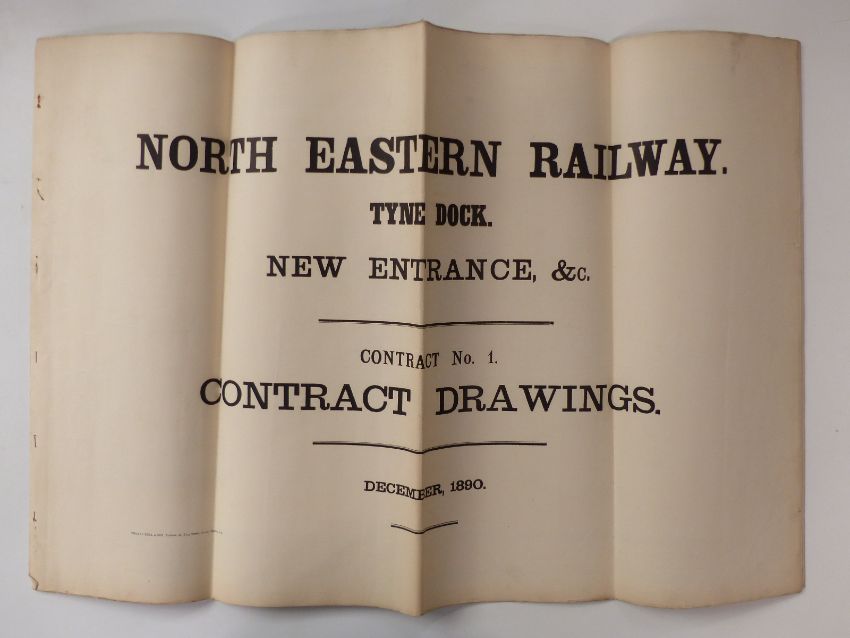 NORTH EASTERN RAILWAY.
TYNE DOCK.
NEW ENTRANCE, &c.
CONTRACT No. 1.
CONTRACT DRAWINGS.
DECEMBER, 1890.